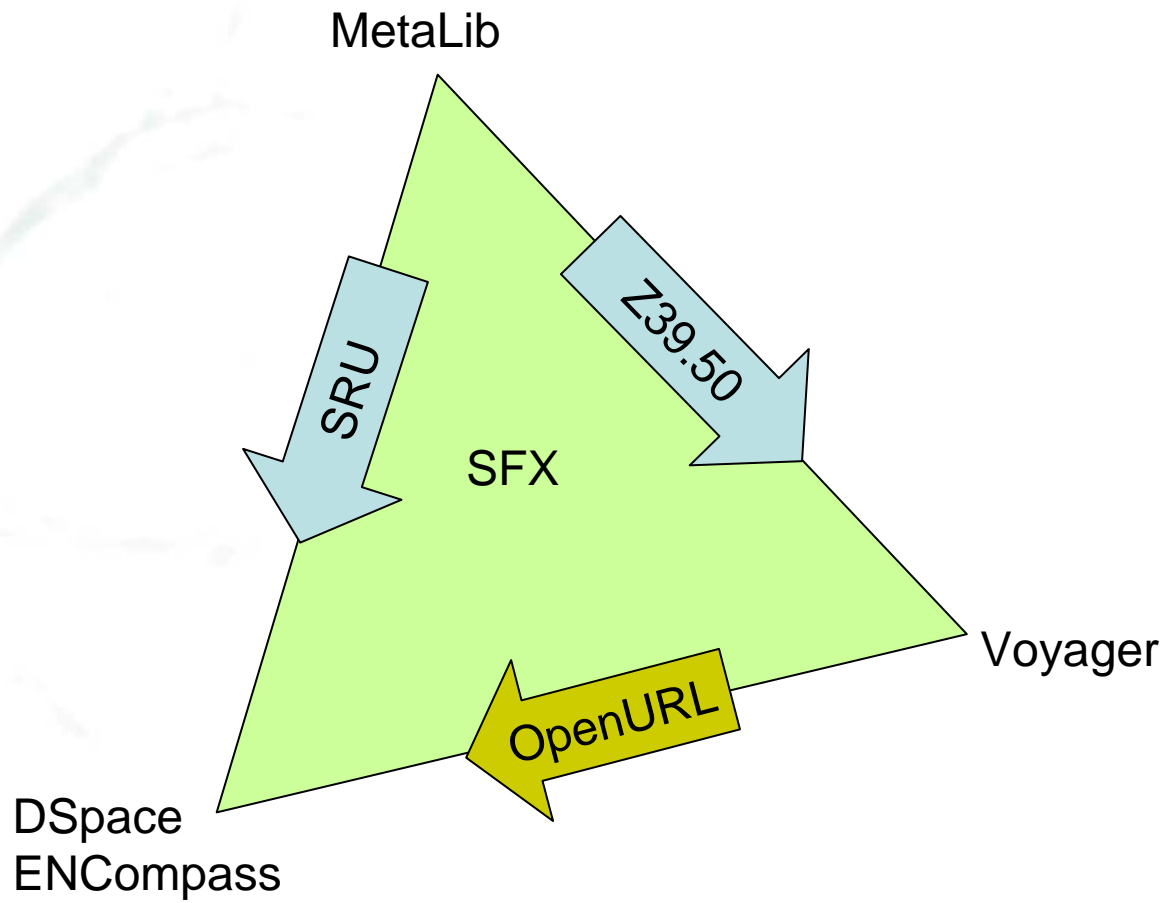 MetaLib
Z39.50
SRU
SFX
Voyager
OpenURL
DSpace
ENCompass